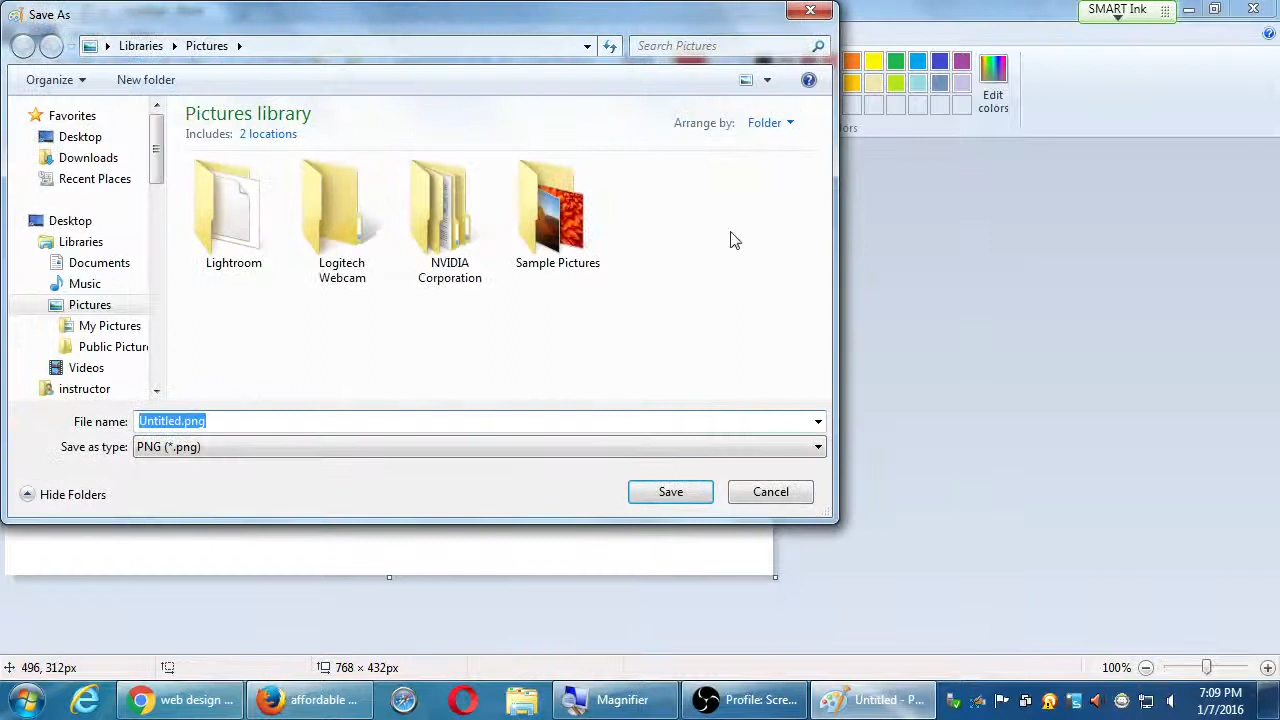 Save As
SMART Ink
Libraries
Pictures
Search Pictures
Organize
New folder
Edit
colors
Favorites
Desktop
Downloads
Recent Places
Desktop
Libraries
Documents
Music
Pictures
My Pictures
Public Pictur
Videos
instructor
Pictures library
Includes: 2 locations
Arrange by: Folder
Lightroom
Logitech
Webcam
NVIDIA
Corporation
Sample Pictures
File name: Untitled.png
Save as type: PNG (*.png)
Hide Folders
Save
Cancel
496, 312px
768 × 432px
100%
web design ...
affordable ...
Magnifier
Profile: Scre...
Untitled - P...
7:09 PM
1/7/2016